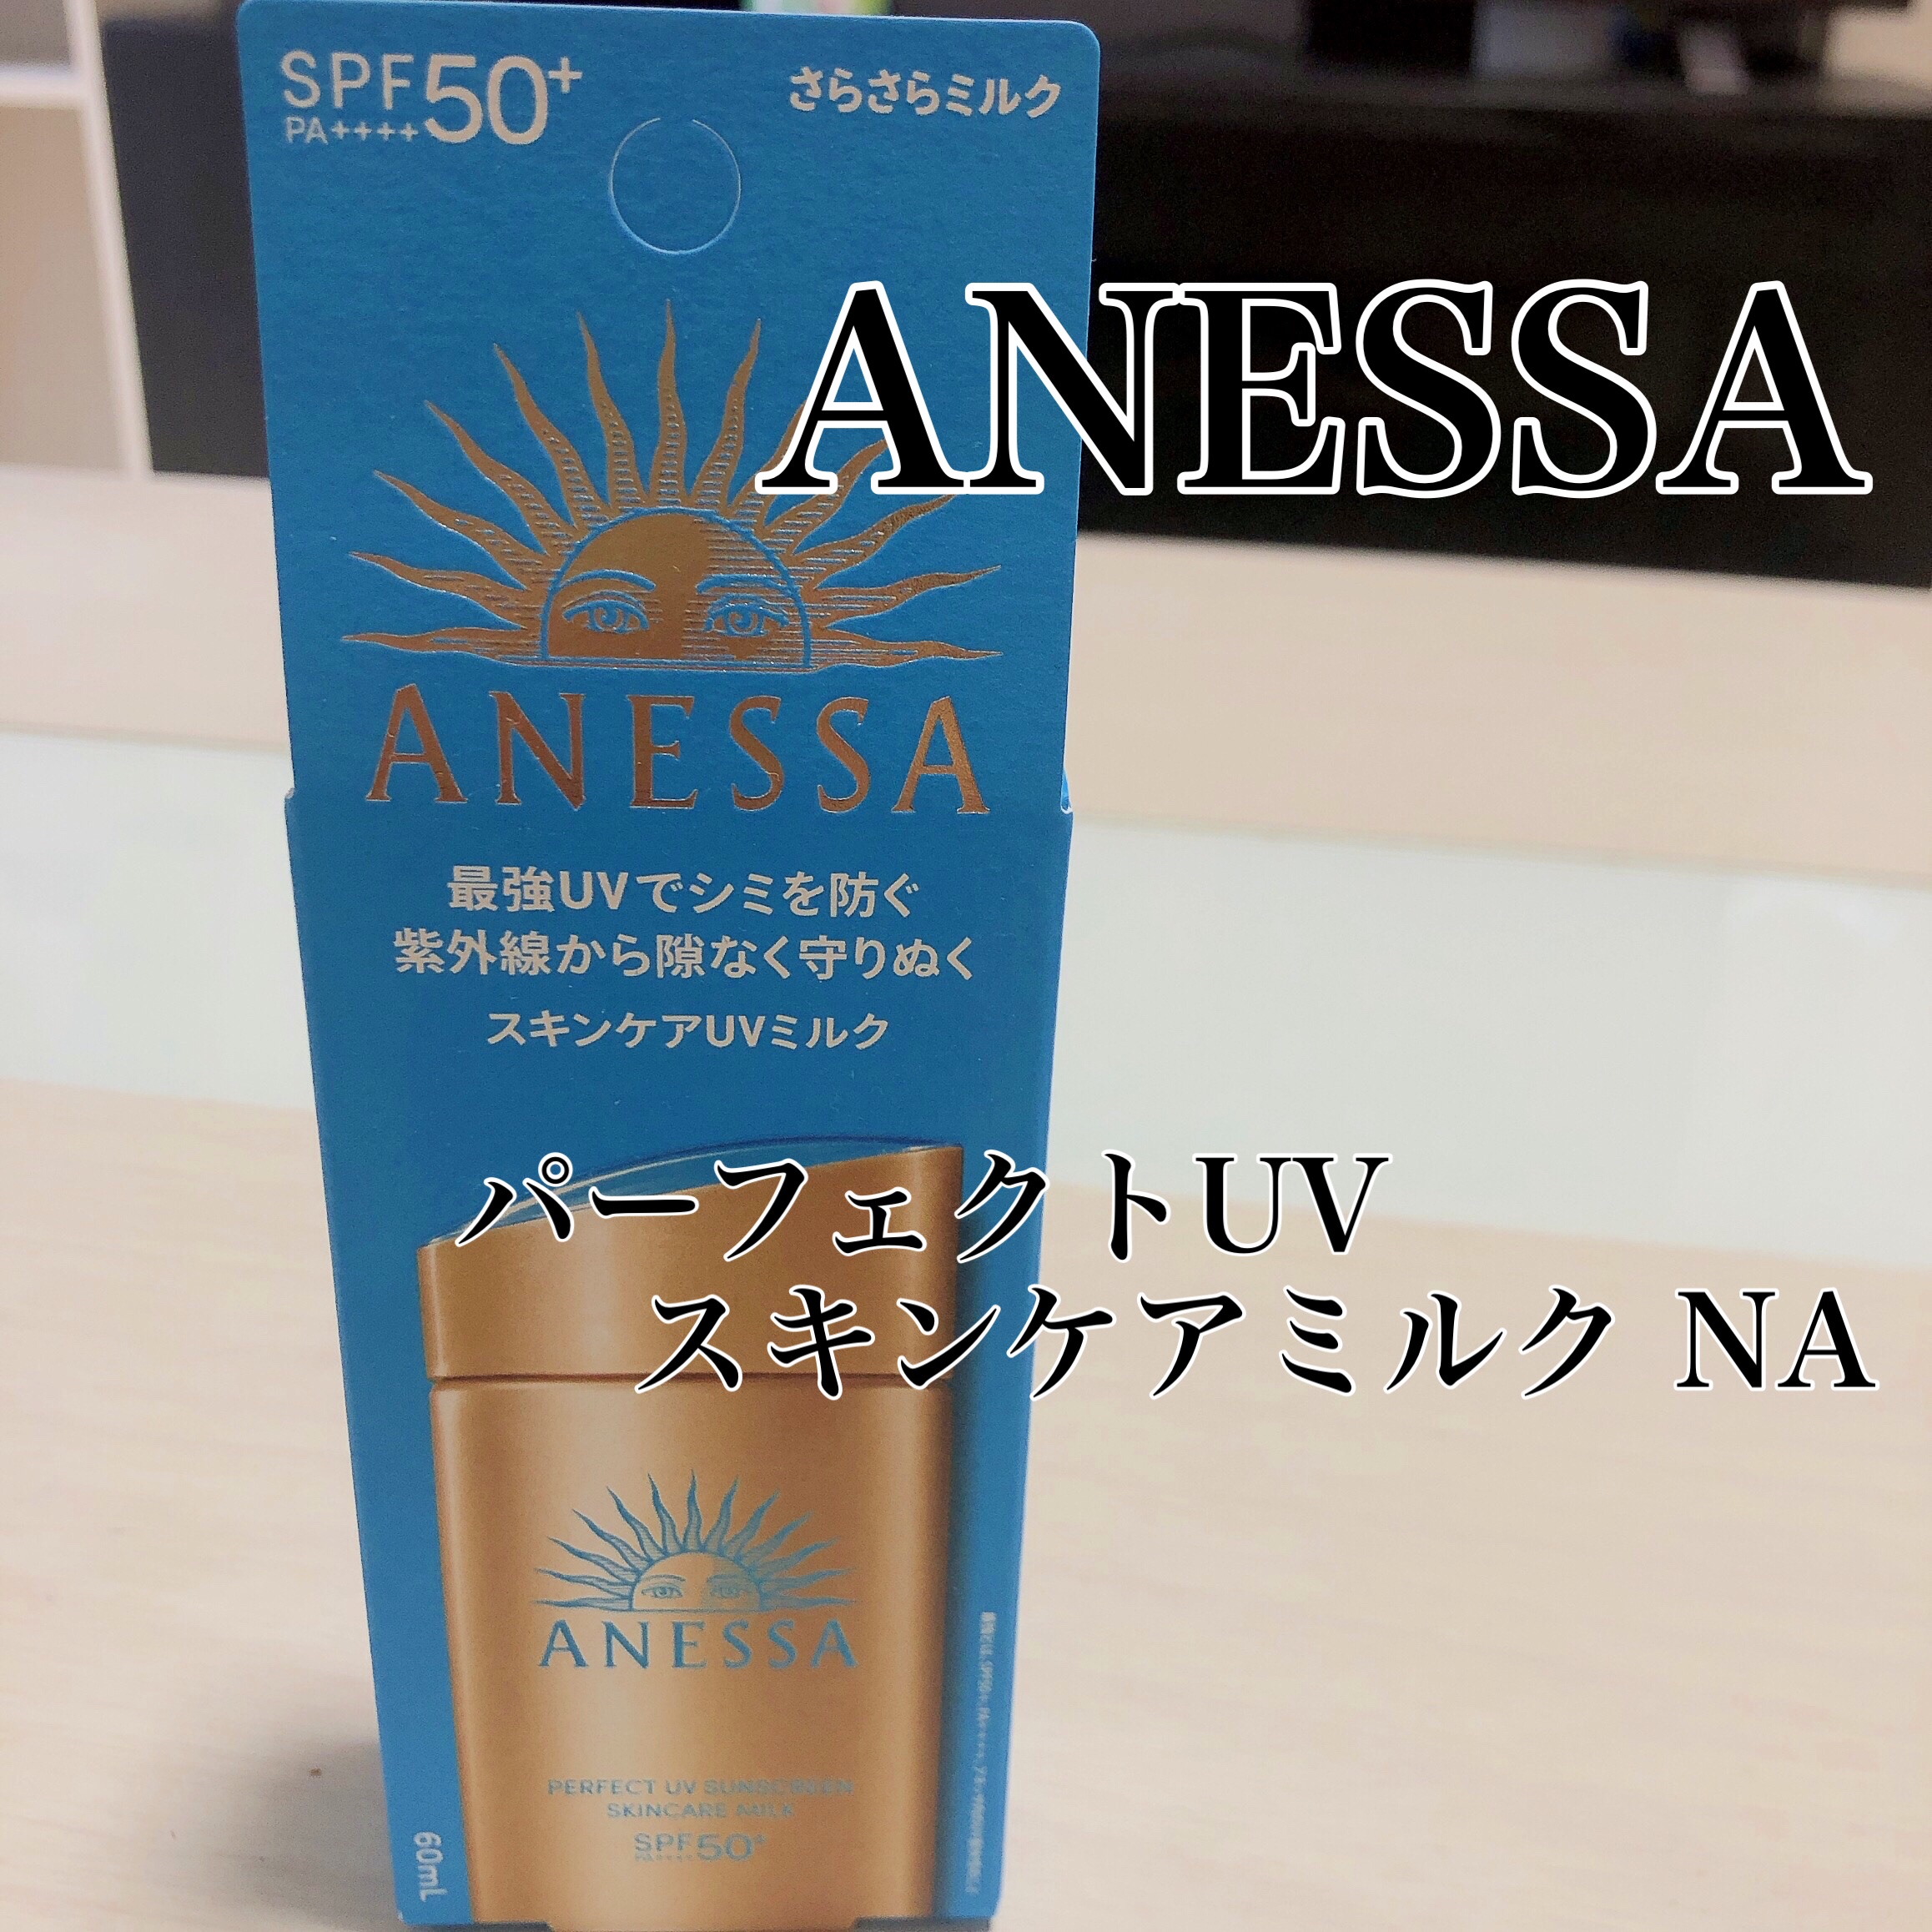 SPF50+
PA++++
さらさらミルク
ANESSA
ANESSA
最強UVでシミを防ぐ
紫外線から隙なく守りぬく
スキンケアUVミルク
パーフェクトUV
スキンケアミルク NA
ANESSA
PERFECT UV SUNSCREEN
SKINCARE MILK
SPF50+
PA++++
60mL